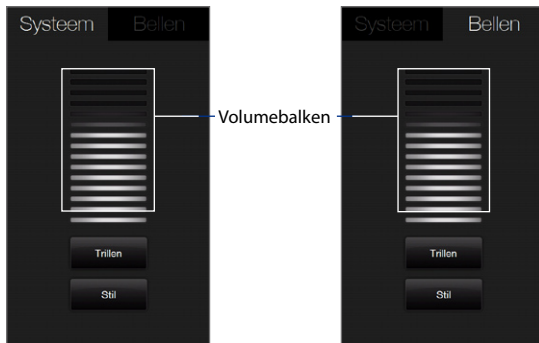 Systeem Bellen
Trillen
Stil
Volumebalken
Systeem Bellen
Trillen
Stil